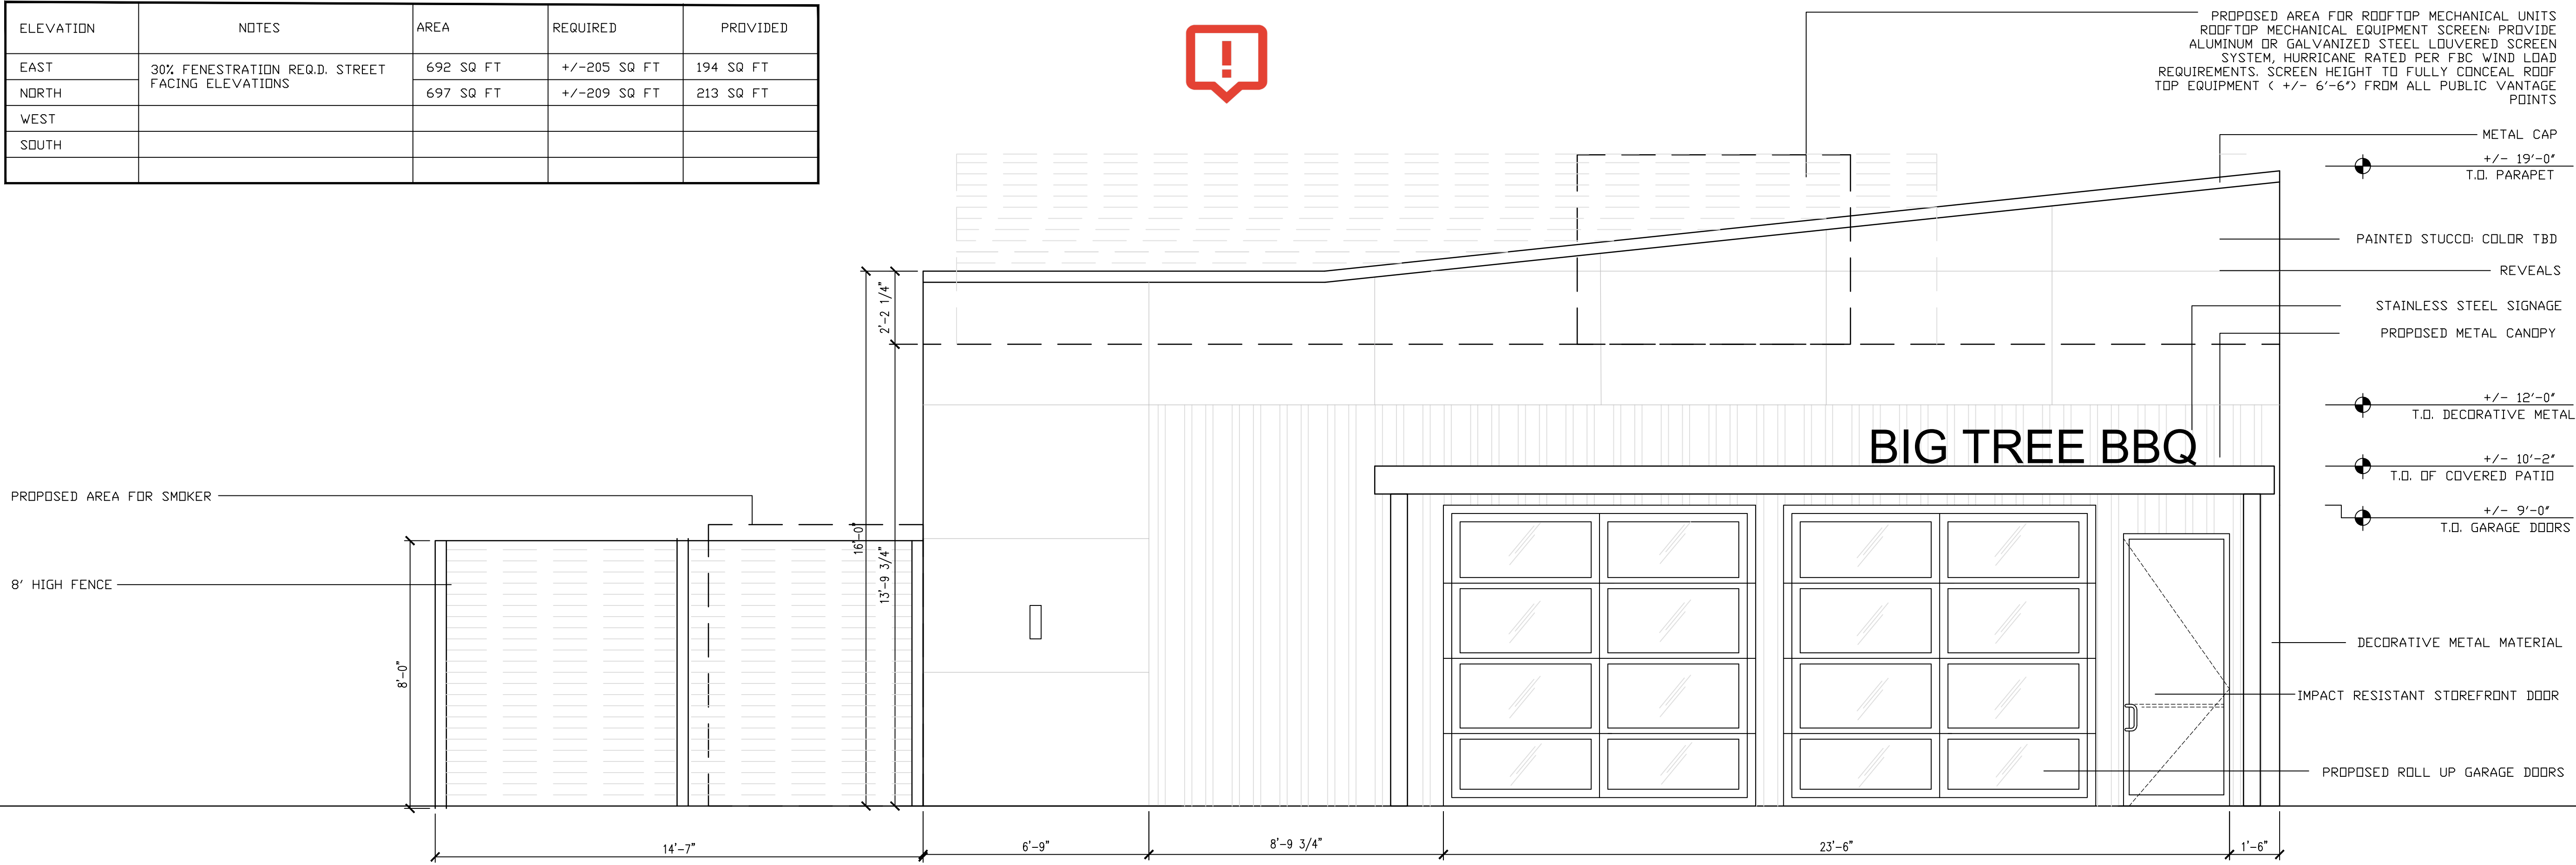 ELEVATION NOTES AREA REQUIRED PROVIDED
EAST 30% FENESTRATION REQ.D. STREET 692 SQ FT +/-205 SQ FT 194 SQ FT
FACING ELEVATIONS
NORTH 697 SQ FT +/-209 SQ FT 213 SQ FT
WEST
SOUTH
!
PROPOSED AREA FOR ROOFTOP MECHANICAL UNITS
ROOFTOP MECHANICAL EQUIPMENT SCREEN: PROVIDE
ALUMINUM OR GALVANIZED STEEL LOUVERED SCREEN
SYSTEM, HURRICANE RATED PER FBC WIND LOAD
REQUIREMENTS. SCREEN HEIGHT TO FULLY CONCEAL ROOF
TOP EQUIPMENT ( +/- 6'-6") FROM ALL PUBLIC VANTAGE
POINTS
METAL CAP
+/- 19'-0"
T.O. PARAPET
PAINTED STUCCO: COLOR TBD
REVEALS
STAINLESS STEEL SIGNAGE
PROPOSED METAL CANOPY
+/- 12'-0"
T.O. DECORATIVE METAL
BIG TREE BBQ
+/- 10'-2"
T.O. OF COVERED PATIO
+/- 9'-0"
T.O. GARAGE DOORS
DECORATIVE METAL MATERIAL
IMPACT RESISTANT STOREFRONT DOOR
PROPOSED ROLL UP GARAGE DOORS
PROPOSED AREA FOR SMOKER
8' HIGH FENCE
8'-0"
16'-0"
2'-2 1/4"
13'-9 3/4"
14'-7"
6'-9"
8'-9 3/4"
23'-6"
1'-6"